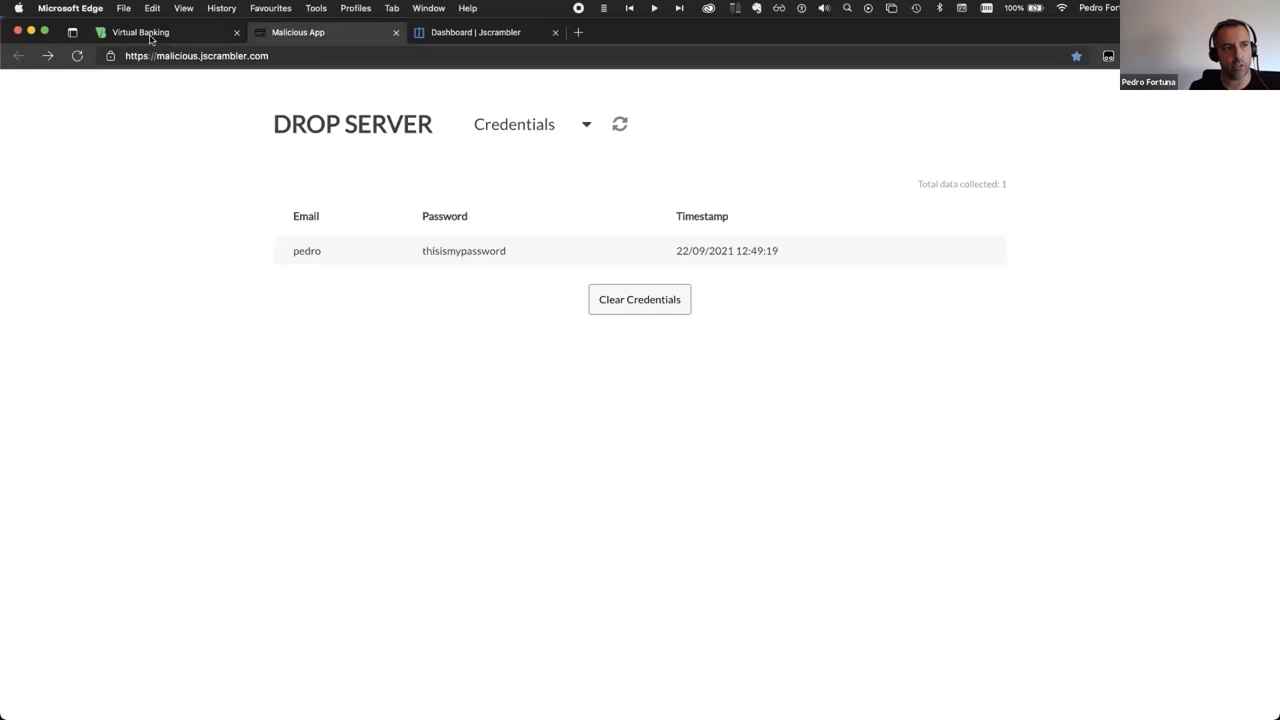 Microsoft Edge File Edit View History Favourites Tools Profiles Tab Window Help 100% Pedro Fort
Virtual Banking Malicious App Dashboard | Jscrambler
https://malicious.jscrambler.com
Pedro Fortuna
DROP SERVER Credentials
Total data collected: 1
Email Password Timestamp
pedro thisismypassword 22/09/2021 12:49:19
Clear Credentials